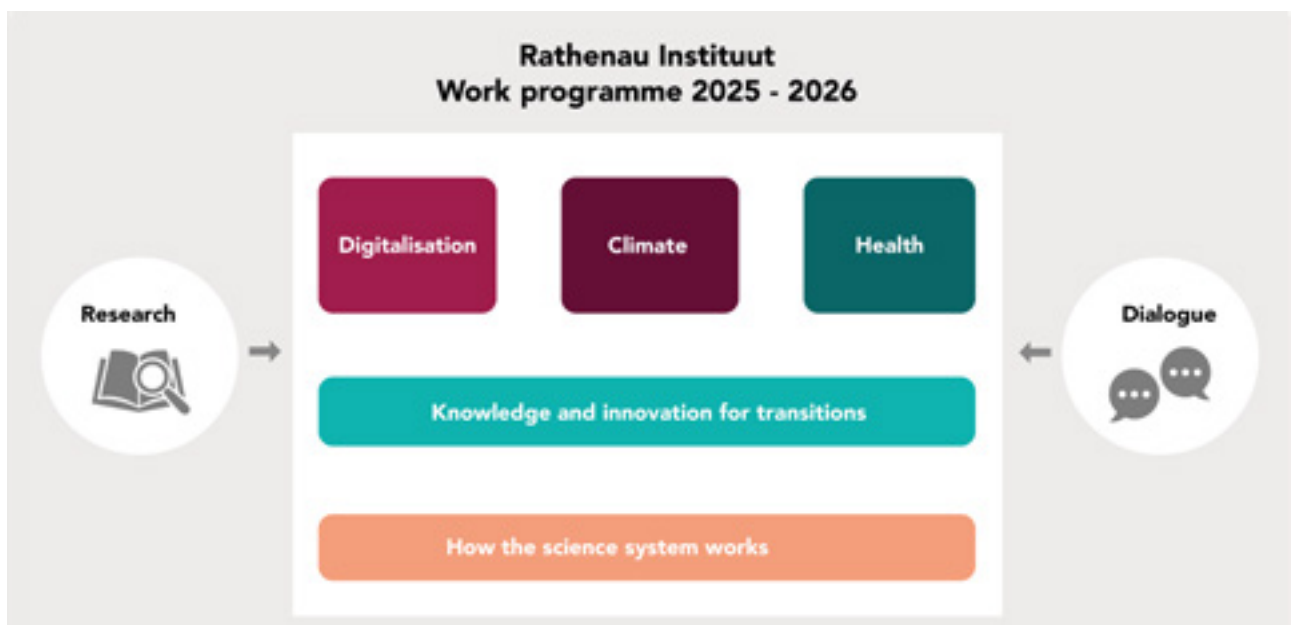 Rathenau Instituut
Work programme 2025 - 2026
Digitalisation
Climate
Health
Research
Dialogue
Knowledge and innovation for transitions
How the science system works